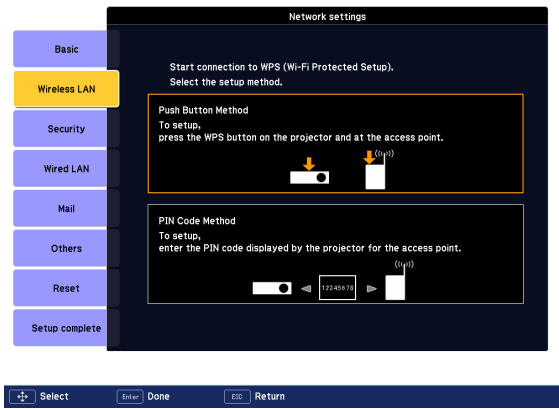 Network settings
Basic
Wireless LAN
Security
Wired LAN
Mail
Others
Reset
Setup complete
Start connection to WPS (Wi-Fi Protected Setup).
Select the setup method.
Push Button Method
To setup,
press the WPS button on the projector and at the access point.
PIN Code Method
To setup,
enter the PIN code displayed by the projector for the access point.
12345678
Select Enter Done ESC Return